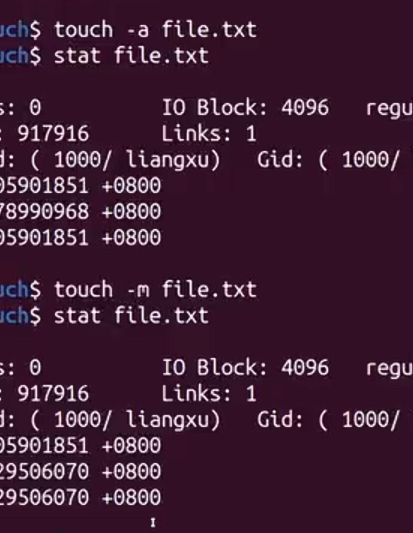 uch$ touch -a file.txt
uch$ stat file.txt
s: 0 IO Block: 4096 regu
: 917916 Links: 1
d: ( 1000/ liangxu) Gid: ( 1000/
05901851 +0800
78990968 +0800
05901851 +0800
uch$ touch -m file.txt
uch$ stat file.txt
s: 0 IO Block: 4096 regu
: 917916 Links: 1
d: ( 1000/ liangxu) Gid: ( 1000/
05901851 +0800
29506070 +0800
29506070 +0800